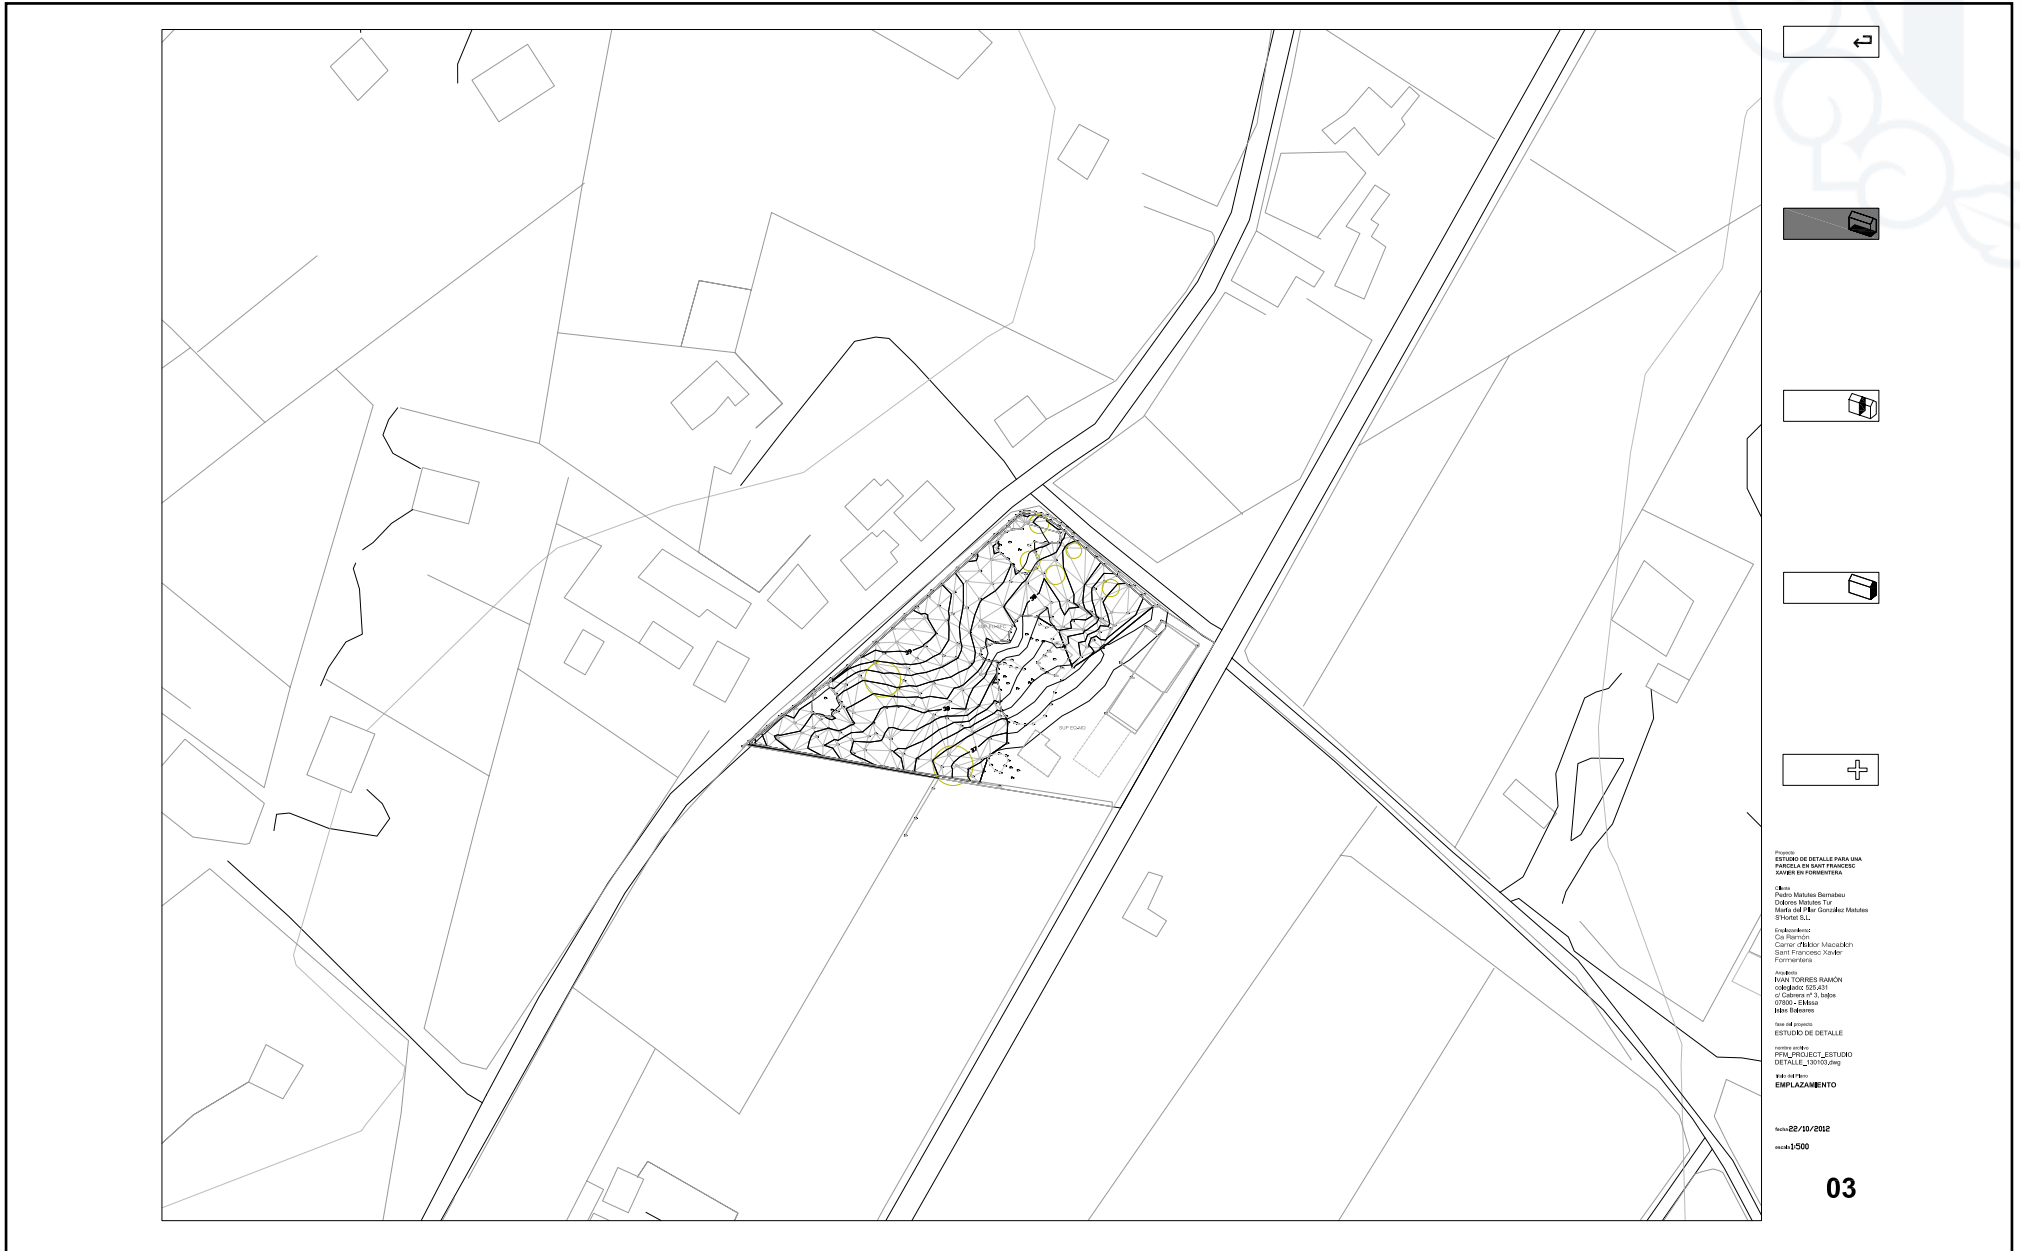 Proyecto
ESTUDIO DE DETALLE PARA UNA
PARCELA EN SANT FRANCESC
XAVIER EN FORMENTERA
Cliente
Pedro Matutes Bernabeu
Dolores Matutes Tur
María del Pilar González Matutes
S'Hortet S.L.
Emplazamiento:
Ca Ramón
Carrer d'Isidor Macabich
Sant Francesc Xavier
Formentera
Arquitecto
IVAN TORRES RAMÓN
colegiado: 525.431
c/ Cabrera nº 3, bajos
07800 - Eivissa
Islas Baleares
fase del proyecto
ESTUDIO DE DETALLE
nombre archivo
PFM_PROJECT_ESTUDIO
DETALLE_130103.dwg
título del Plano
EMPLAZAMIENTO
fecha 22/10/2012
escala 1:500
03